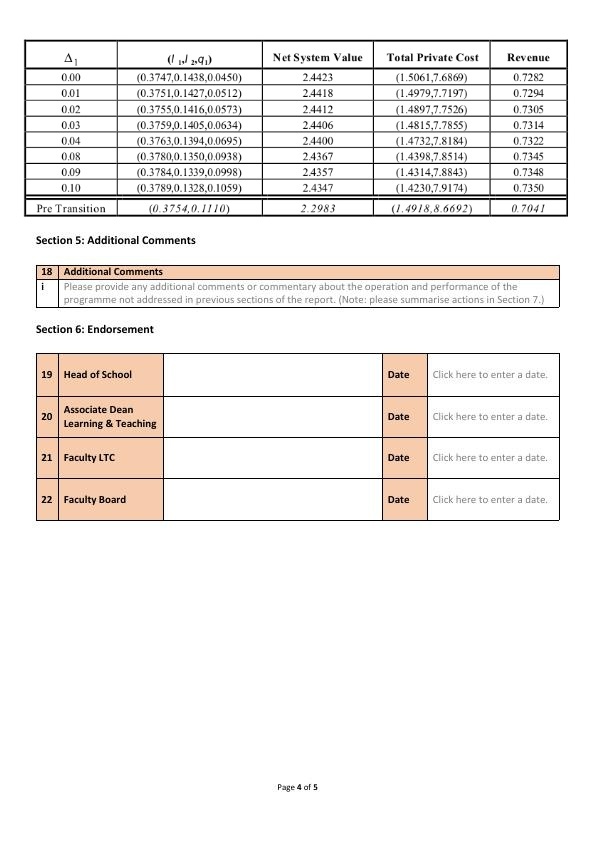 Δ1 (l 1,l 2,q1) Net System Value Total Private Cost Revenue
0.00 (0.3747,0.1438,0.0450) 2.4423 (1.5061,7.6869) 0.7282
0.01 (0.3751,0.1427,0.0512) 2.4418 (1.4979,7.7197) 0.7294
0.02 (0.3755,0.1416,0.0573) 2.4412 (1.4897,7.7526) 0.7305
0.03 (0.3759,0.1405,0.0634) 2.4406 (1.4815,7.7855) 0.7314
0.04 (0.3763,0.1394,0.0695) 2.4400 (1.4732,7.8184) 0.7322
0.08 (0.3780,0.1350,0.0938) 2.4367 (1.4398,7.8514) 0.7345
0.09 (0.3784,0.1339,0.0998) 2.4357 (1.4314,7.8843) 0.7348
0.10 (0.3789,0.1328,0.1059) 2.4347 (1.4230,7.9174) 0.7350
Pre Transition (0.3754,0.1110) 2.2983 (1.4918,8.6692) 0.7041
Section 5: Additional Comments
18 Additional Comments
i Please provide any additional comments or commentary about the operation and performance of the
programme not addressed in previous sections of the report. (Note: please summarise actions in Section 7.)
Section 6: Endorsement
19 Head of School Date Click here to enter a date.
20 Associate Dean
Learning & Teaching Date Click here to enter a date.
21 Faculty LTC Date Click here to enter a date.
22 Faculty Board Date Click here to enter a date.
Page 4 of 5